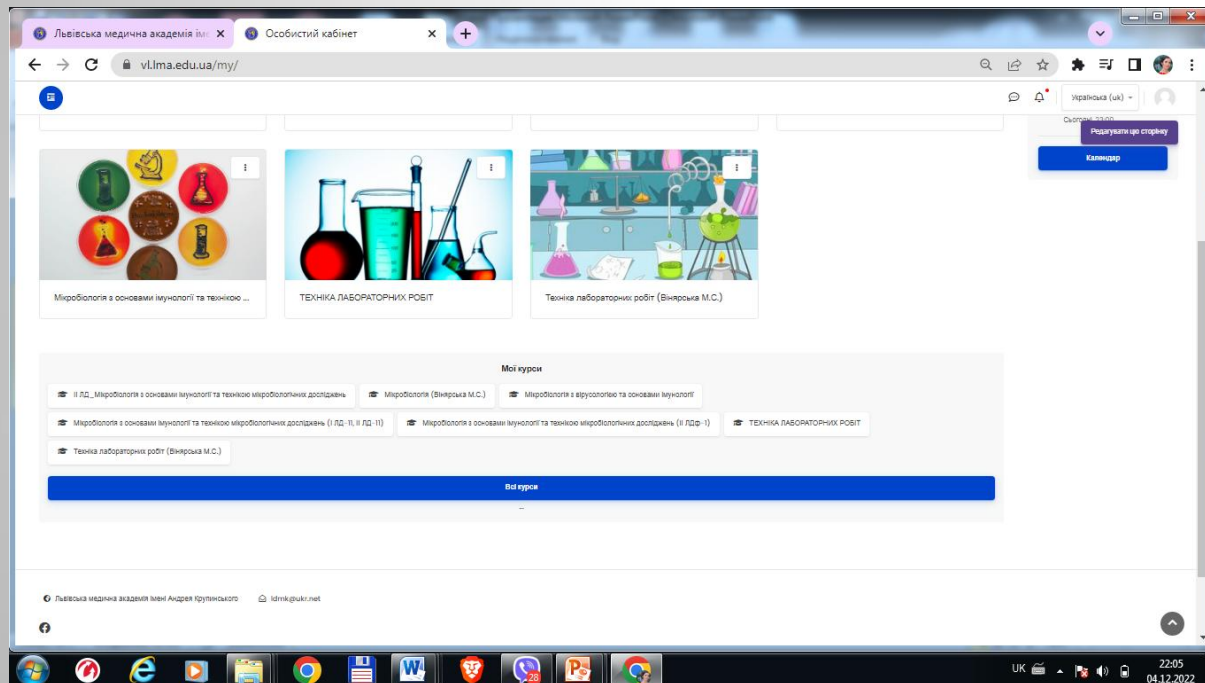 Львівська медична академія ім
Особистий кабінет
vl.lma.edu.ua/my/
Українська (uk)
Сьогодні, 23:00
Редагувати цю сторінку
Календар
Мікробіологія з основами імунології та технікою ...
ТЕХНІКА ЛАБОРАТОРНИХ РОБІТ
Техніка лабораторних робіт (Вінярська М.С.)
Мої курси
ІІ ЛД_Мікробіологія з основами імунології та технікою мікробіологічних досліджень
Мікробіологія (Вінярська М.С.)
Мікробіологія з вірусологією та основами імунології
Мікробіологія з основами імунології та технікою мікробіологічних досліджень (І ЛД-11, ІІ ЛД-11)
Мікробіологія з основами імунології та технікою мікробіологічних досліджень (ІІ ЛДф-1)
ТЕХНІКА ЛАБОРАТОРНИХ РОБІТ
Техніка лабораторних робіт (Вінярська М.С.)
Всі курси
...
Львівська медична академія імені Андрея Крупинського
ldmk@ukr.net
28
UK
22:05
04.12.2022